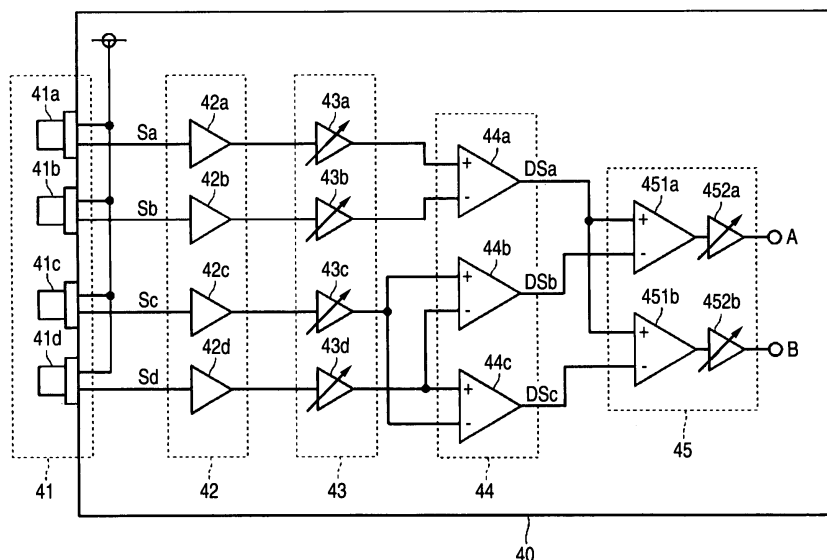 41a
Sa
42a
43a
44a
DSa
41b
Sb
42b
43b
451a
452a
A
41c
Sc
42c
43c
44b
DSb
451b
452b
B
41d
Sd
42d
43d
44c
DSc
+
-
+
-
+
-
+
-
+
-
41
42
43
44
45
40